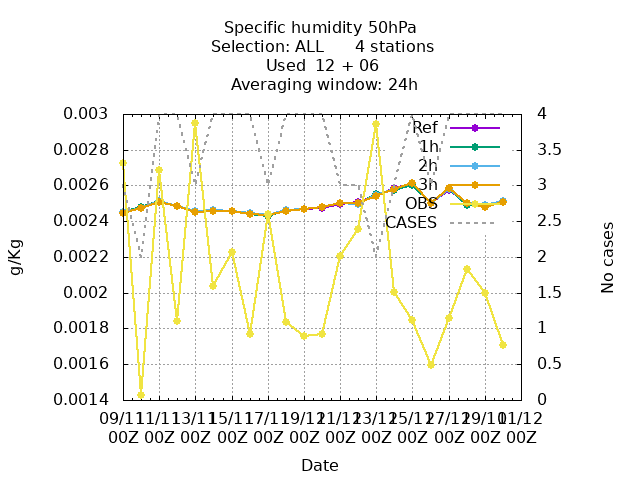 Specific humidity 50hPa
Selection: ALL 4 stations
Used 12 + 06
Averaging window: 24h
0.003
0.0028
0.0026
0.0024
0.0022
0.002
0.0018
0.0016
0.0014
g/Kg
4
3.5
3
2.5
2
1.5
1
0.5
0
No cases
Ref
1h
2h
3h
OBS
CASES
09/11 11/11 13/11 15/11 17/11 19/11 21/11 23/11 25/11 27/11 29/11 01/12
00Z 00Z 00Z 00Z 00Z 00Z 00Z 00Z 00Z 00Z 00Z 00Z
Date